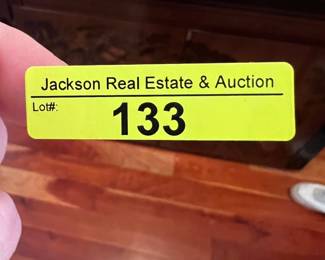 Jackson Real Estate & Auction
Lot#: 133